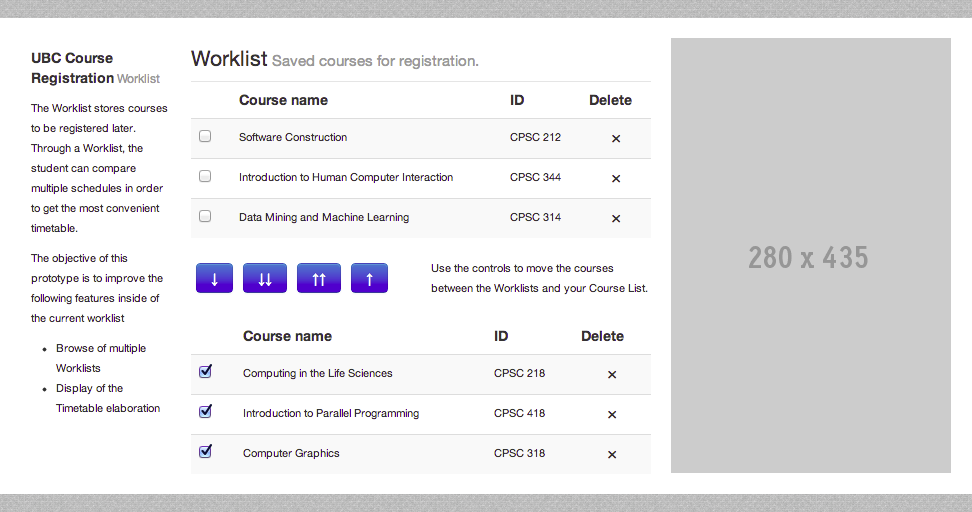 UBC Course
Registration Worklist
The Worklist stores courses
to be registered later.
Through a Worklist, the
student can compare
multiple schedules in order
to get the most convenient
timetable.
The objective of this
prototype is to improve the
following features inside of
the current worklist
• Browse of multiple
Worklists
• Display of the
Timetable elaboration
Worklist Saved courses for registration.
Course name ID Delete
Software Construction CPSC 212 ×
Introduction to Human Computer Interaction CPSC 344 ×
Data Mining and Machine Learning CPSC 314 ×
↓ ↓↓ ↑↑ ↑
Use the controls to move the courses
between the Worklists and your Course List.
Course name ID Delete
Computing in the Life Sciences CPSC 218 ×
Introduction to Parallel Programming CPSC 418 ×
Computer Graphics CPSC 318 ×
280 x 435